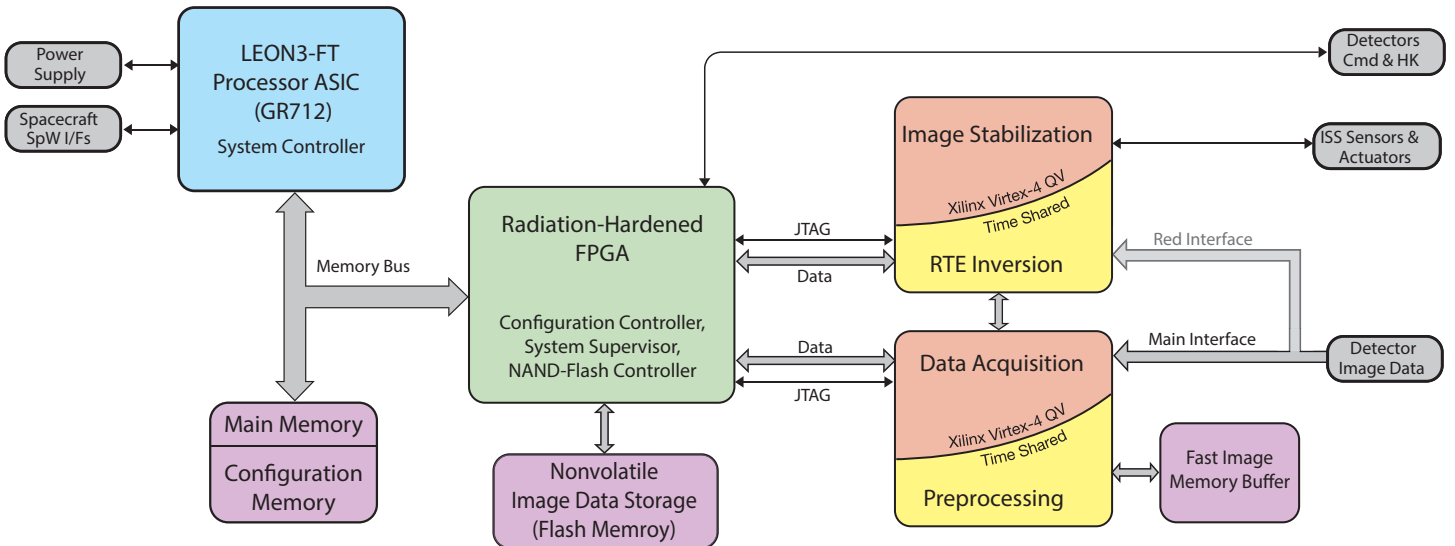 Power
Supply
Spacecraft
SpW I/Fs
LEON3-FT
Processor ASIC
(GR712)
System Controller
Memory Bus
Main Memory
Configuration
Memory
Radiation-Hardened
FPGA
Configuration Controller,
System Supervisor,
NAND-Flash Controller
Nonvolatile
Image Data Storage
(Flash Memroy)
JTAG
Data
Data
JTAG
Image Stabilization
Xilinx Virtex-4 QV
Time Shared
RTE Inversion
Data Acquisition
Xilinx Virtex-4 QV
Time Shared
Preprocessing
Detectors
Cmd & HK
ISS Sensors &
Actuators
Red Interface
Main Interface
Detector
Image Data
Fast Image
Memory Buffer